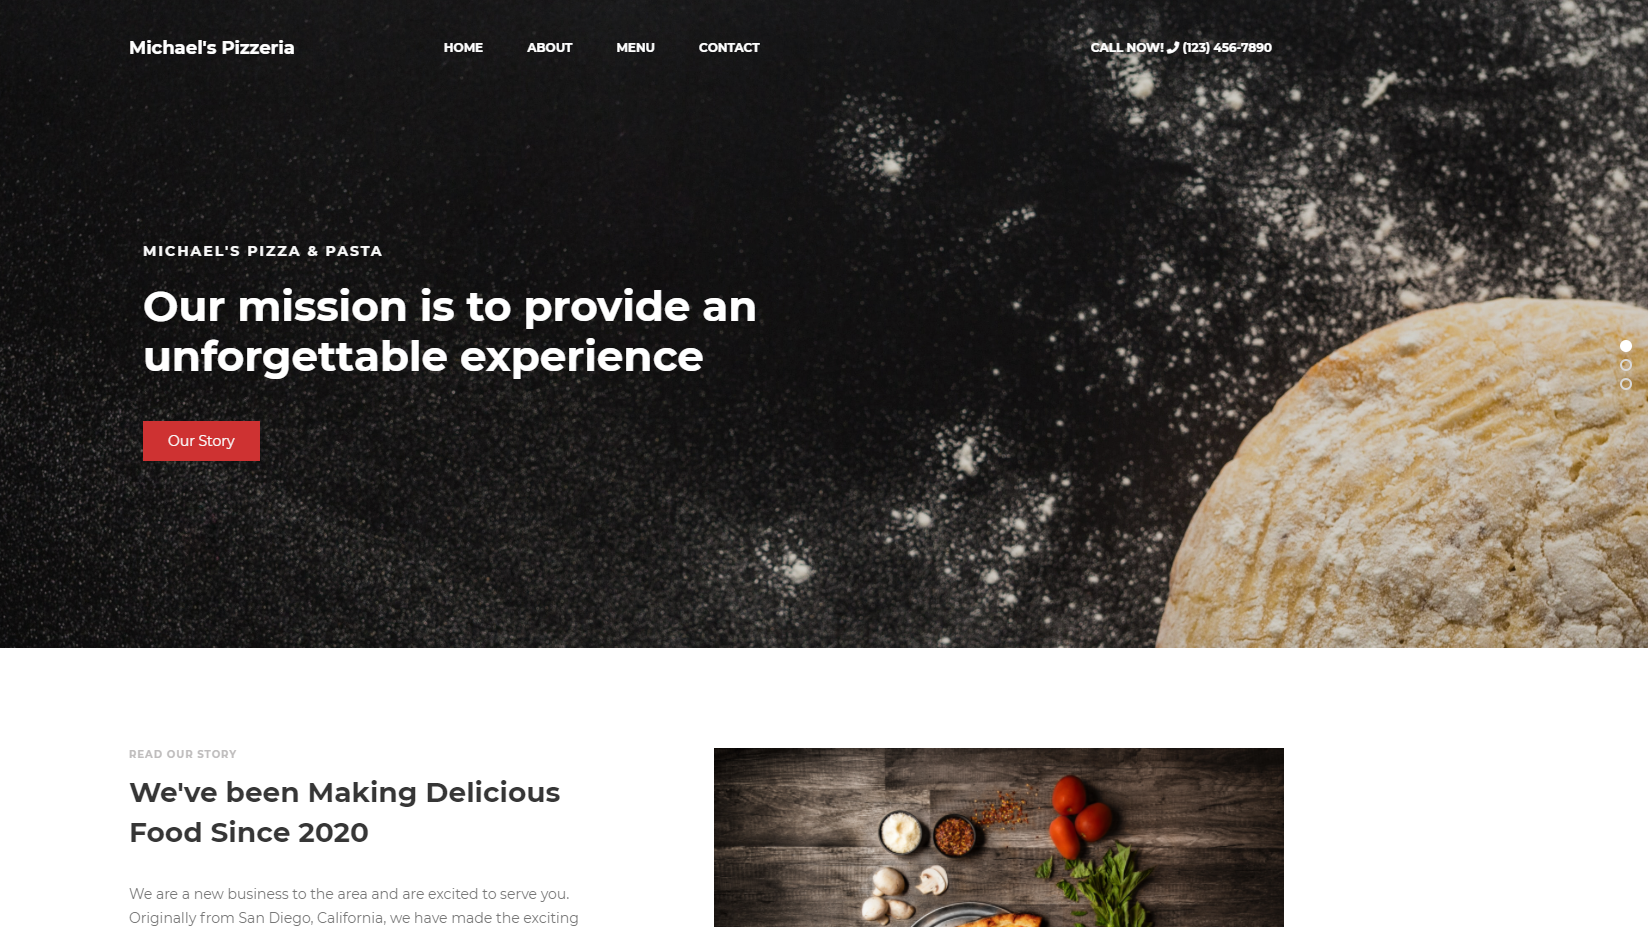 Michael's Pizzeria
HOME
ABOUT
MENU
CONTACT
CALL NOW! (123) 456-7890
MICHAEL'S PIZZA & PASTA
Our mission is to provide an
unforgettable experience
Our Story
READ OUR STORY
We've been Making Delicious
Food Since 2020
We are a new business to the area and are excited to serve you.
Originally from San Diego, California, we have made the exciting